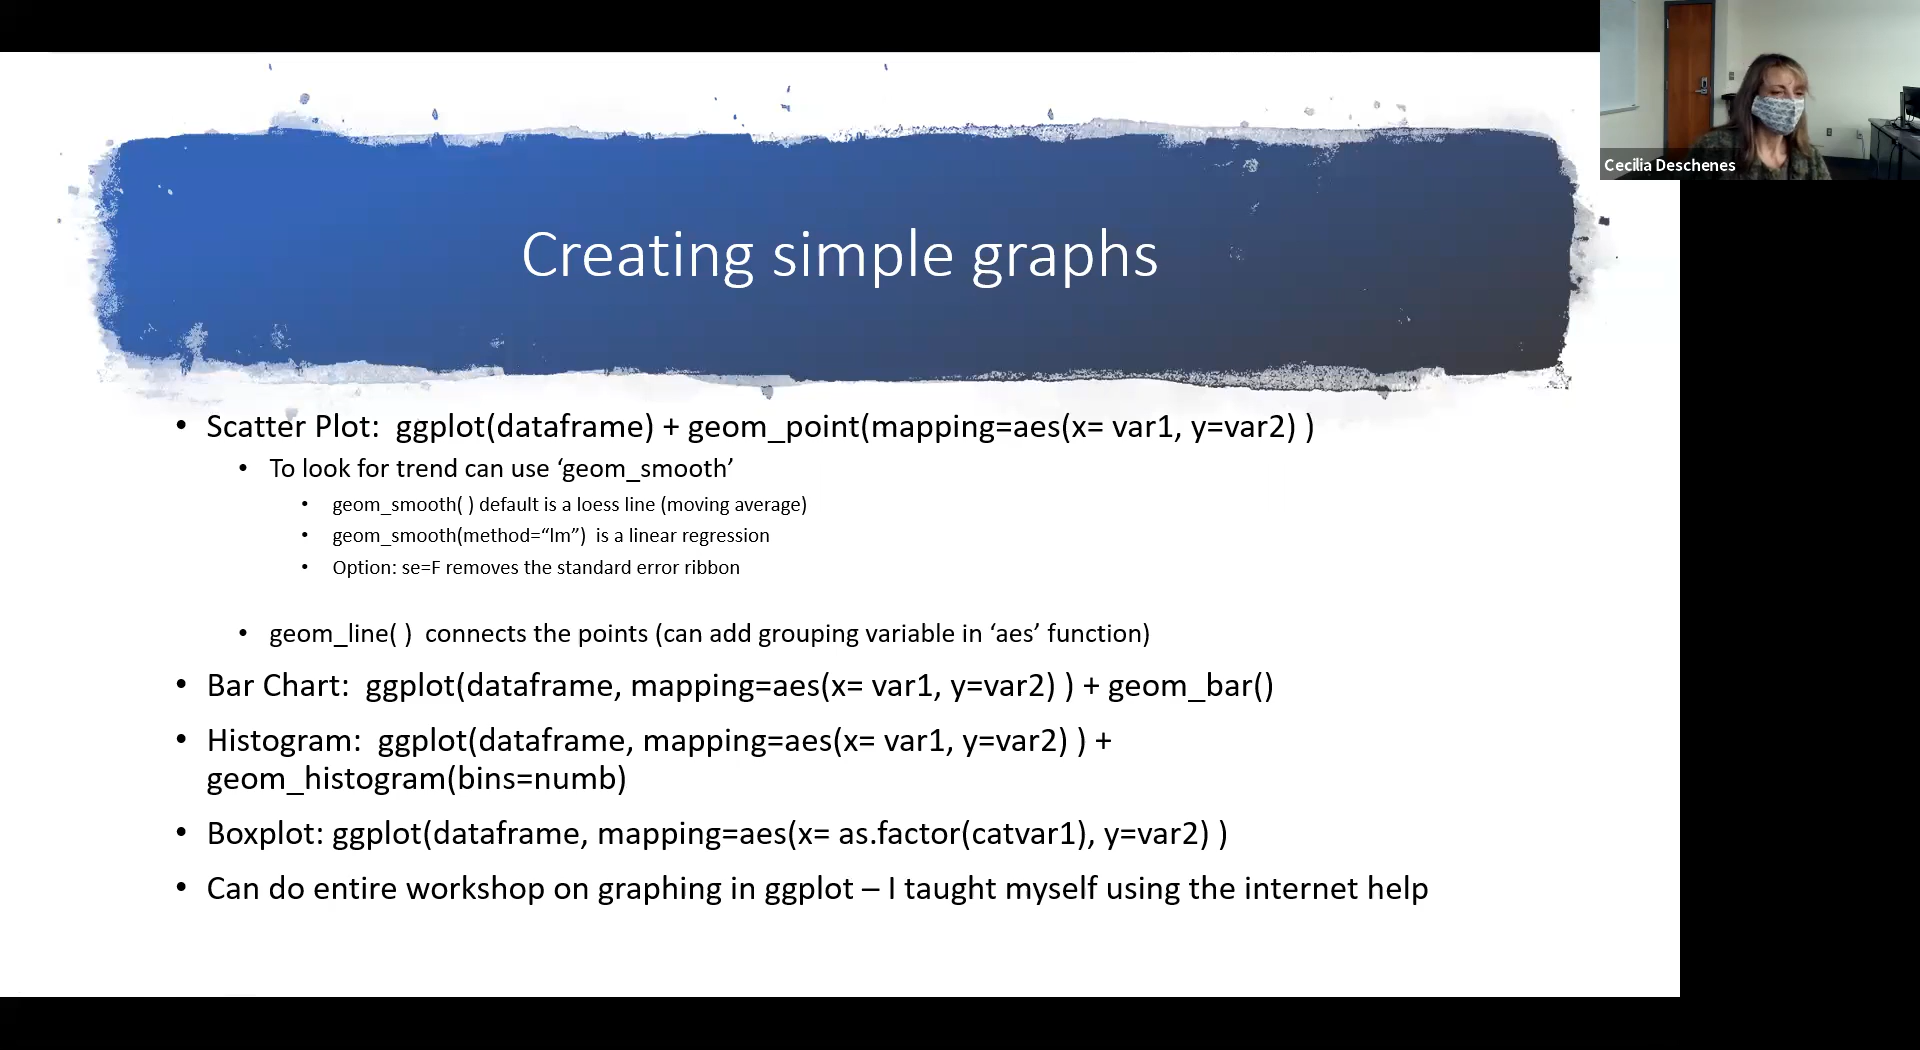 Creating simple graphs
Cecilia Deschenes
• Scatter Plot:  ggplot(dataframe) + geom_point(mapping=aes(x= var1, y=var2) )
• To look for trend can use ‘geom_smooth’
• geom_smooth( ) default is a loess line (moving average)
• geom_smooth(method=“lm”)  is a linear regression
• Option: se=F removes the standard error ribbon
• geom_line( )  connects the points (can add grouping variable in ‘aes’ function)
• Bar Chart:  ggplot(dataframe, mapping=aes(x= var1, y=var2) ) + geom_bar()
• Histogram:  ggplot(dataframe, mapping=aes(x= var1, y=var2) ) +
geom_histogram(bins=numb)
• Boxplot: ggplot(dataframe, mapping=aes(x= as.factor(catvar1), y=var2) )
• Can do entire workshop on graphing in ggplot – I taught myself using the internet help